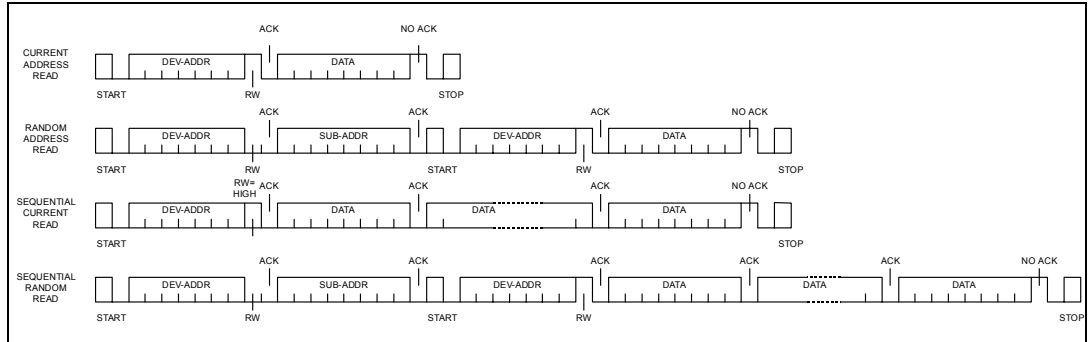 ACK NO ACK
CURRENT
ADDRESS
READ
DEV-ADDR DATA
START RW STOP
ACK ACK ACK NO ACK
RANDOM
ADDRESS
READ
DEV-ADDR SUB-ADDR DEV-ADDR DATA
START RW START RW STOP
RW=
HIGH
ACK ACK ACK NO ACK
SEQUENTIAL
CURRENT
READ
DEV-ADDR DATA DATA DATA
START STOP
ACK ACK ACK ACK ACK NO ACK
SEQUENTIAL
RANDOM
READ
DEV-ADDR SUB-ADDR DEV-ADDR DATA DATA DATA
START RW START RW STOP